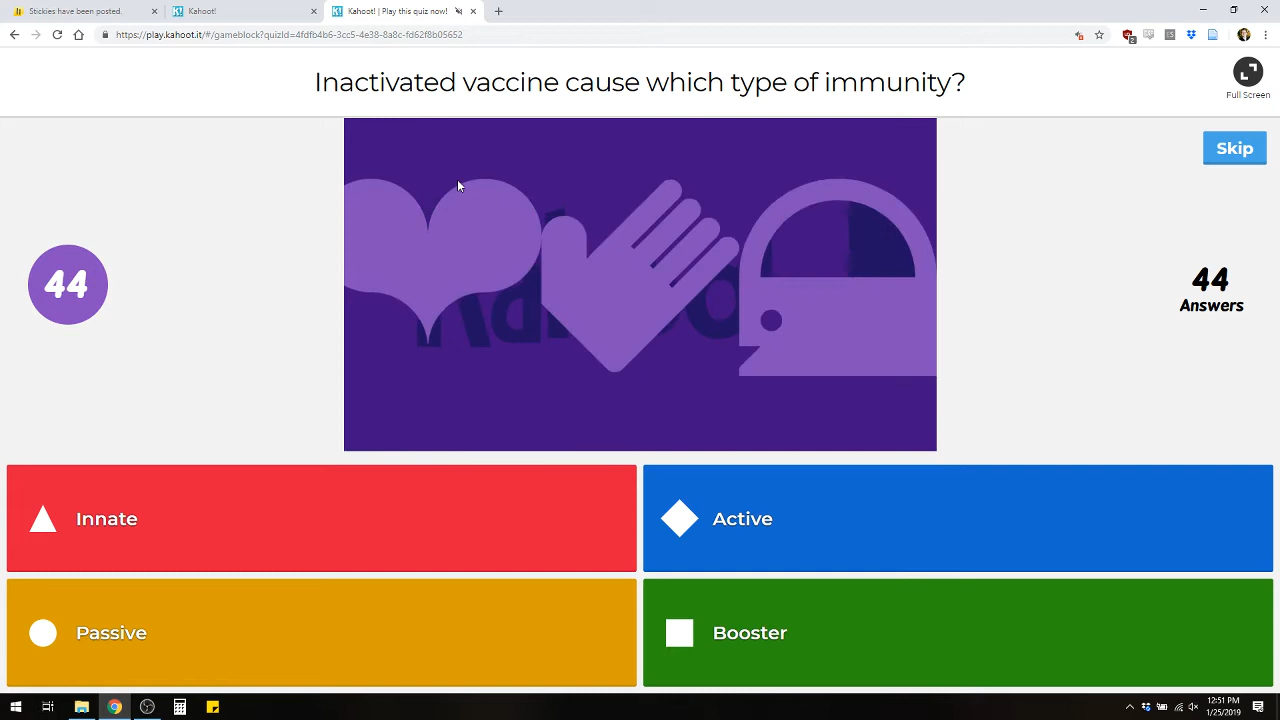 Stickies have been posted.
Kahoot!
Kahoot! | Play this quiz now!
https://play.kahoot.it/#/gameblock?quizId=4fdfb4b6-3cc5-4e38-8a8c-fd62f8b05652
Inactivated vaccine cause which type of immunity?
Full Screen
Skip
44
44
Answers
Innate
Active
Passive
Booster
12:51 PM
1/25/2019